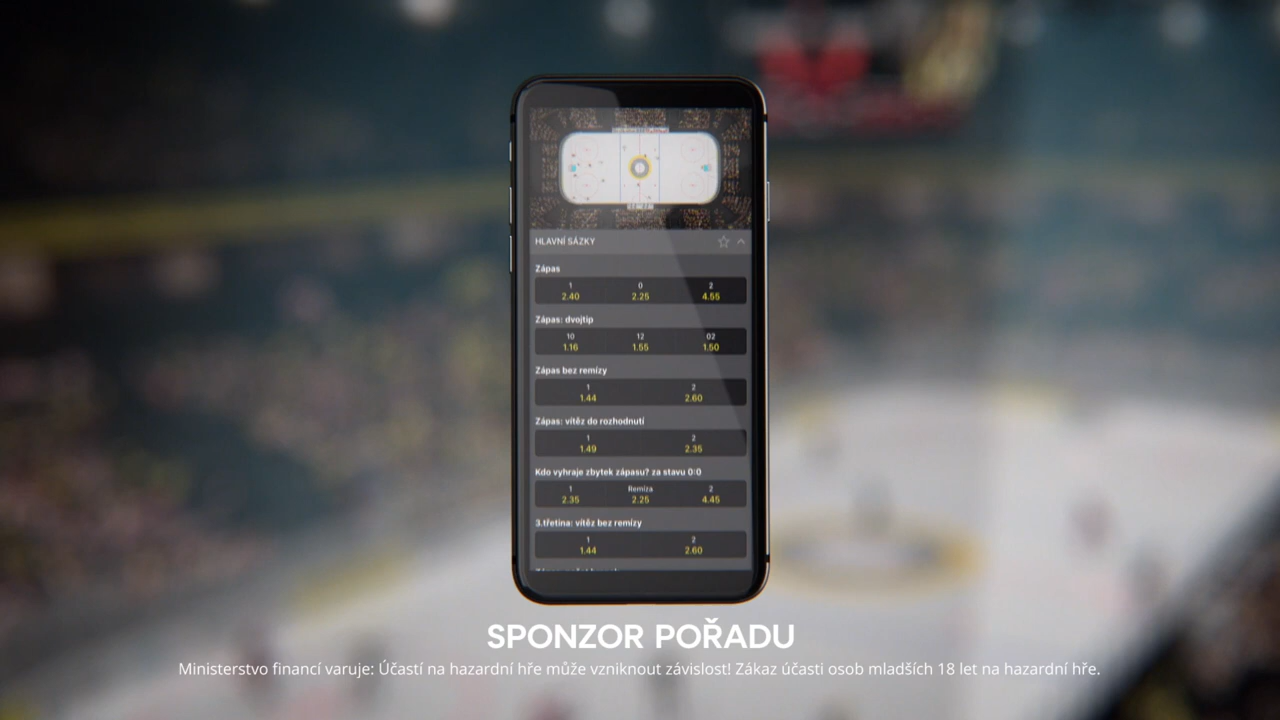 HLAVNÍ SÁZKY
Zápas
1 0 2
2.40 2.25 4.55
Zápas: dvojtip
10 12 02
1.16 1.55 1.50
Zápas bez remízy
1 2
1.44 2.60
Zápas: vítěz do rozhodnutí
1 2
1.49 2.35
Kdo vyhraje zbytek zápasu? za stavu 0:0
1 Remíza 2
2.35 2.25 4.45
3.třetina: vítěz bez remízy
1 2
1.44 2.60
SPONZOR POŘADU
Ministerstvo financí varuje: Účastí na hazardní hře může vzniknout závislost! Zákaz účasti osob mladších 18 let na hazardní hře.